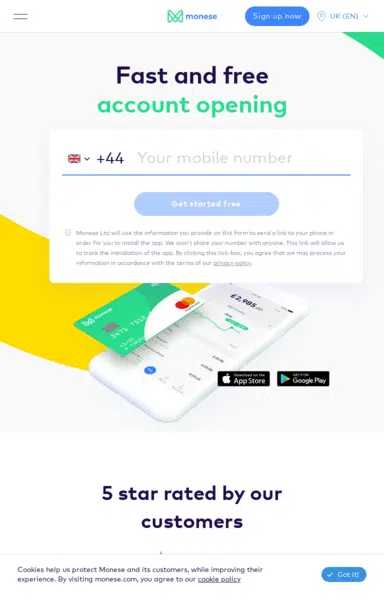 monese
Sign up now
UK (EN)
Fast and free
account opening
+44
Your mobile number
Get started free
Monese Ltd will use the information you provide on this form to send a link to your phone in
order for you to install the app. We won't share your number with anyone. This link will allow
us to track the installation of the app. By clicking this tick-box, you agree that we may process your
information in accordance with the terms of our privacy policy.
monese
£2,985.00
Download on the
App Store
GET IT ON
Google Play
5 star rated by our
customers
Cookies help us protect Monese and its customers, while improving their
experience. By visiting monese.com, you agree to our cookie policy
Got it!